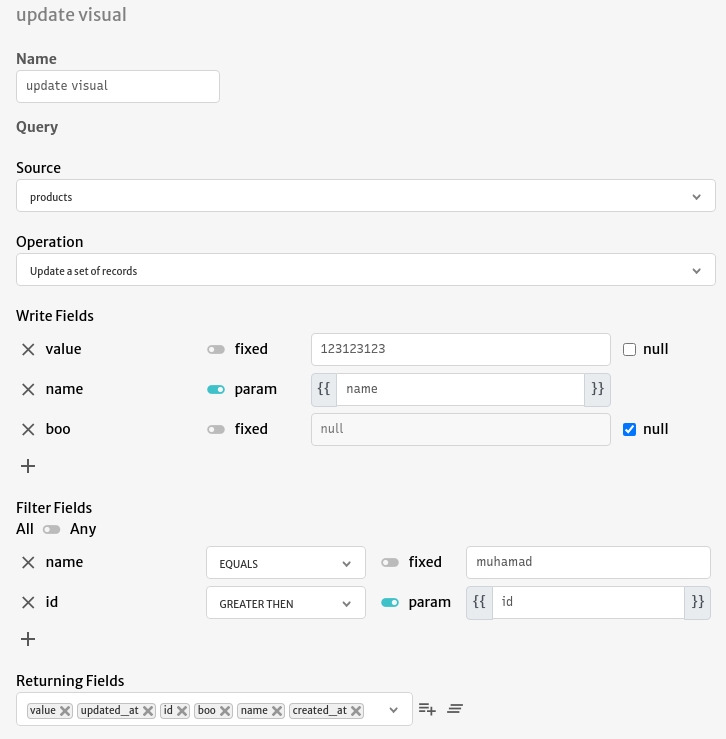 update visual
Name
update visual
Query
Source
products
Operation
Update a set of records
Write Fields
value fixed 123123123 null
name param {{ name }}
boo fixed null null
Filter Fields
All Any
name EQUALS fixed muhamad
id GREATER THEN param {{ id }}
Returning Fields
value updated_at id boo name created_at